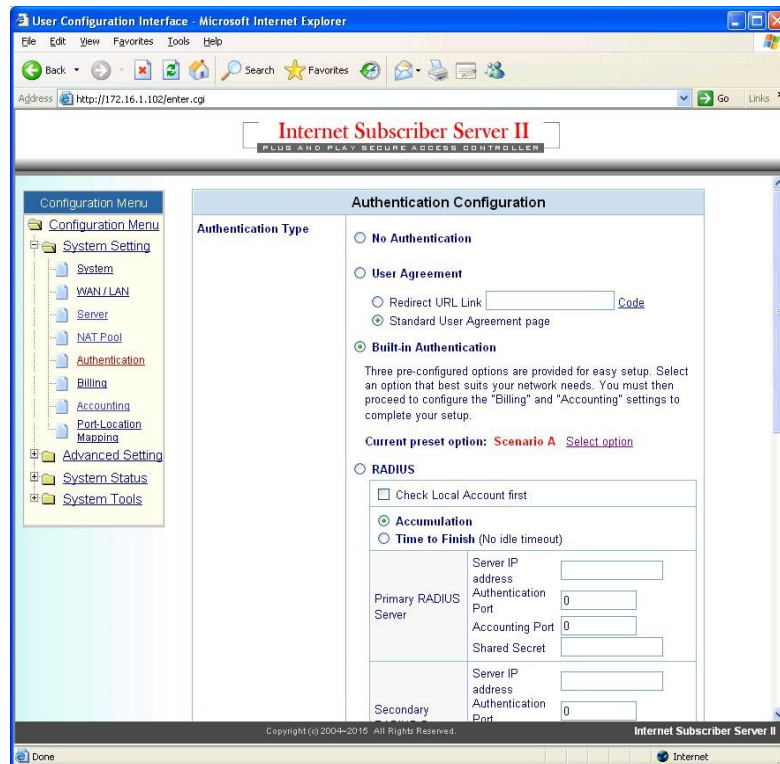 User Configuration Interface - Microsoft Internet Explorer
File Edit View Favorites Tools Help
Back Search Favorites
Address http://172.16.1.102/enter.cgi Go Links
Internet Subscriber Server II
PLUG AND PLAY SECURE ACCESS CONTROLLER
Configuration Menu
Configuration Menu
System Setting
System
WAN / LAN
Server
NAT Pool
Authentication
Billing
Accounting
Port-Location
Mapping
Advanced Setting
System Status
System Tools
Authentication Configuration
Authentication Type
No Authentication
User Agreement
Redirect URL Link Code
Standard User Agreement page
Built-in Authentication
Three pre-configured options are provided for easy setup. Select
an option that best suits your network needs. You must then
proceed to configure the "Billing" and "Accounting" settings to
complete your setup.
Current preset option: Scenario A Select option
RADIUS
Check Local Account first
Accumulation
Time to Finish (No idle timeout)
Primary RADIUS
Server
Server IP
address
Authentication
Port 0
Accounting Port 0
Shared Secret
Secondary
Server IP
address
Authentication
Port 0
Copyright (c) 2004~2015 All Rights Reserved.
Internet Subscriber Server II
Done
Internet